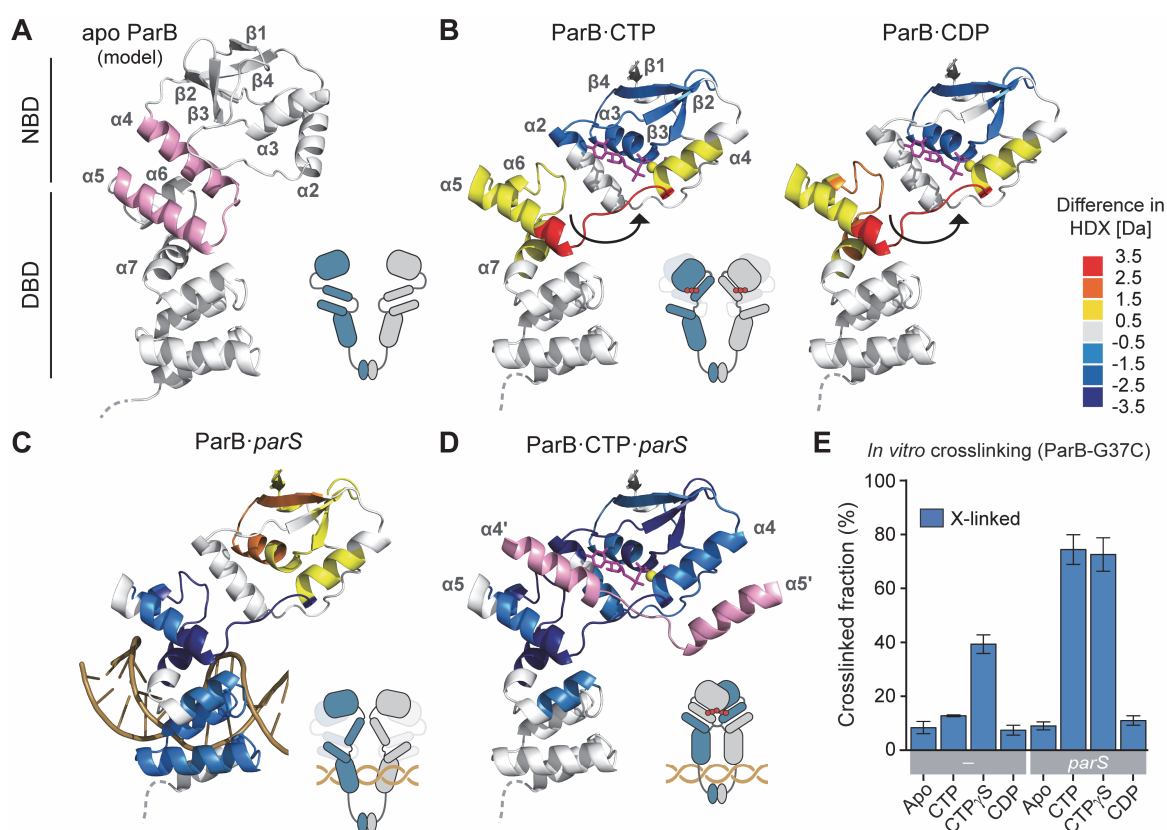 A
apo ParB
(model)
NBD
DBD
β1
β4
β2
β3
α4
α3
α2
α5
α6
α7
B
ParB·CTP
β1
β4
β2
α3
α2
β3
α4
α6
α5
α7
ParB·CDP
Difference in
HDX [Da]
3.5
2.5
1.5
0.5
-0.5
-1.5
-2.5
-3.5
C
ParB·parS
D
ParB·CTP·parS
α4'
α4
α5
α5'
E
In vitro crosslinking (ParB-G37C)
Crosslinked fraction (%)
100
80
60
40
20
0
X-linked
Apo
CTP
CTPγS
CDP
Apo
CTP
CTPγS
CDP
–
parS